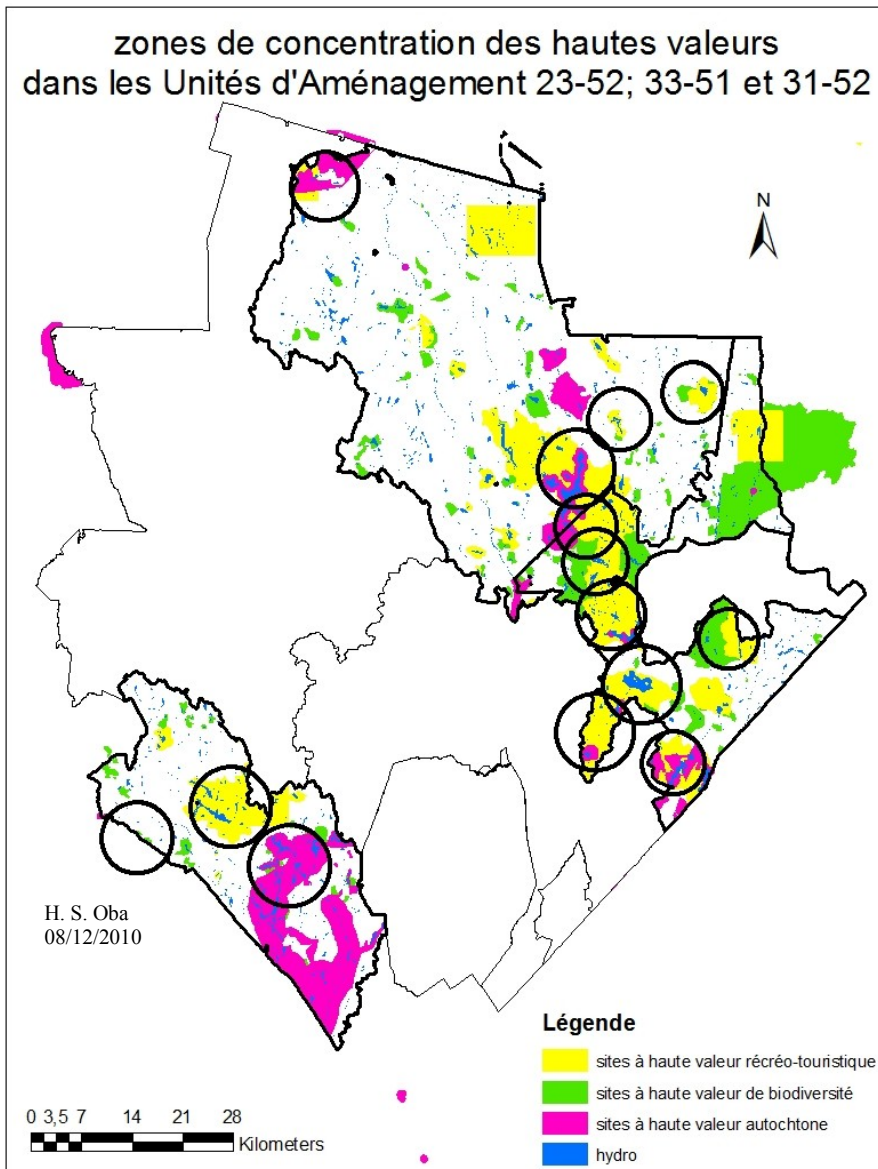 zones de concentration des hautes valeurs
dans les Unités d'Aménagement 23-52; 33-51 et 31-52
N
H. S. Oba
08/12/2010
Légende
sites à haute valeur récréo-touristique
sites à haute valeur de biodiversité
sites à haute valeur autochtone
hydro
0 3,5 7 14 21 28
Kilometers